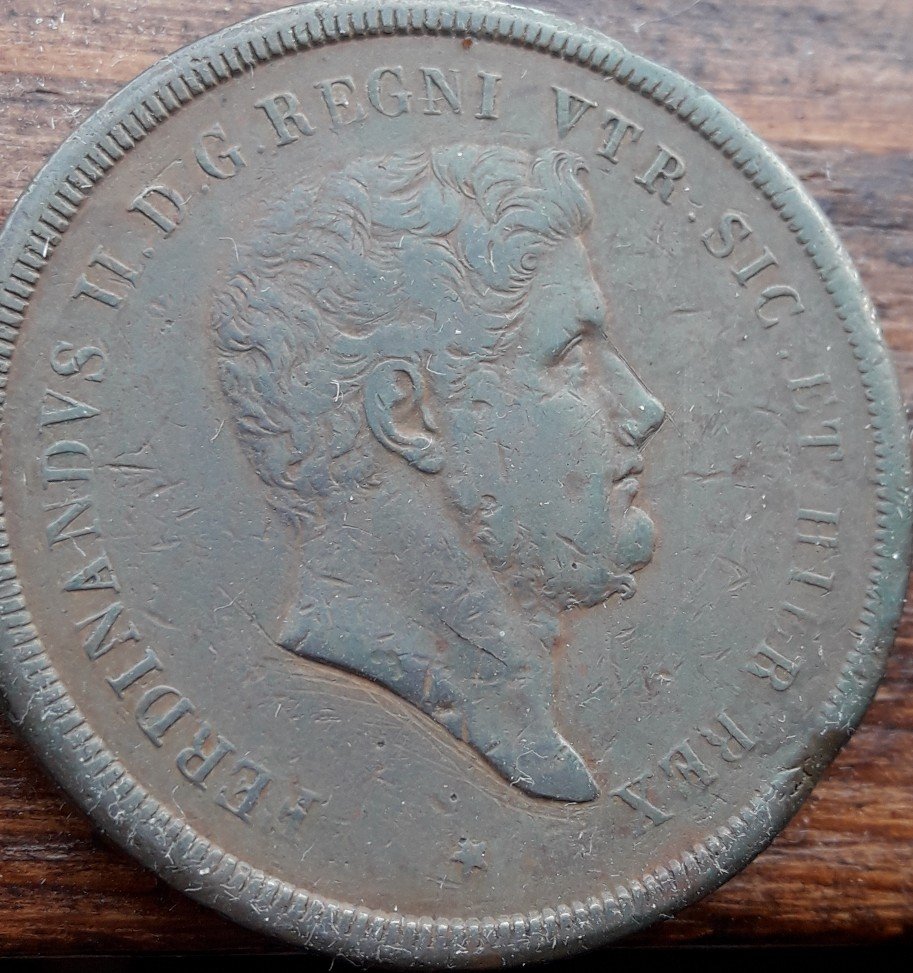 FERDINANDVS II. D. G. REGNI VTR. SIC. ET HIER. REX